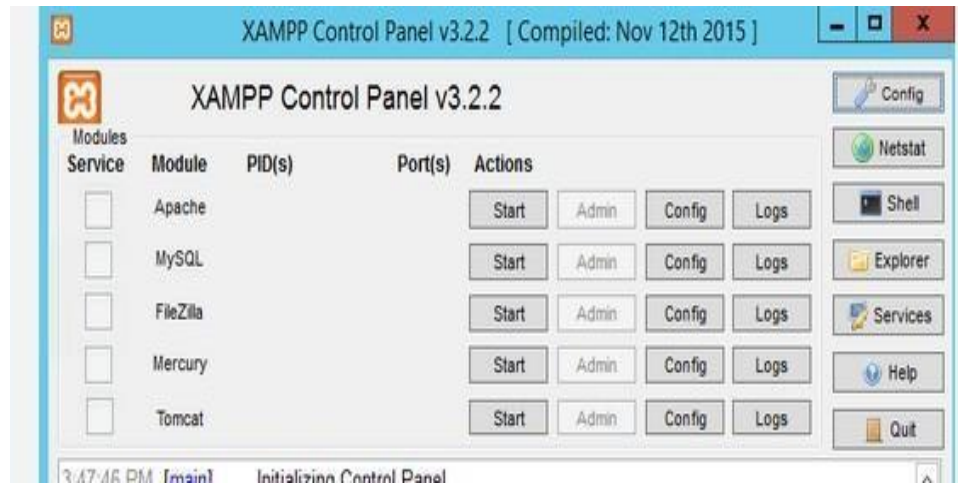 XAMPP Control Panel v3.2.2 [ Compiled: Nov 12th 2015 ]
XAMPP Control Panel v3.2.2
Config
Modules
Netstat
Service Module PID(s) Port(s) Actions
Apache Start Admin Config Logs
Shell
MySQL Start Admin Config Logs
Explorer
FileZilla Start Admin Config Logs
Services
Mercury Start Admin Config Logs
Help
Tomcat Start Admin Config Logs
Quit
3:47:46 PM [main] Initializing Control Panel